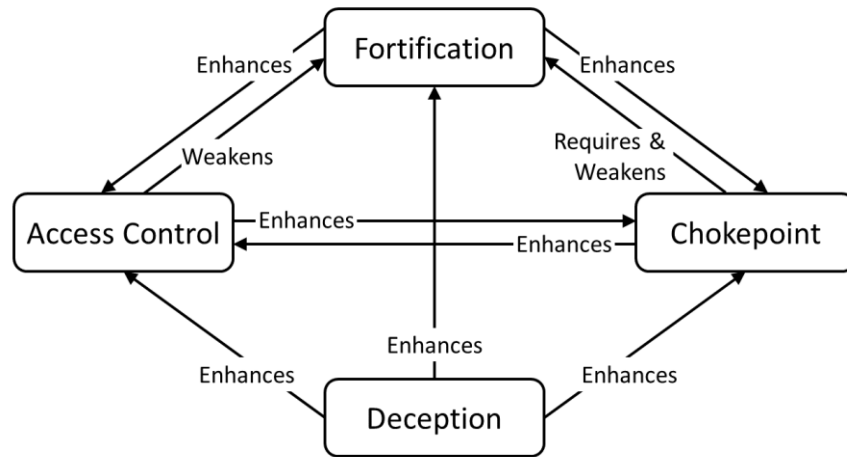 Fortification
Enhances
Enhances
Weakens
Requires &
Weakens
Access Control
Enhances
Enhances
Chokepoint
Enhances
Enhances
Enhances
Deception